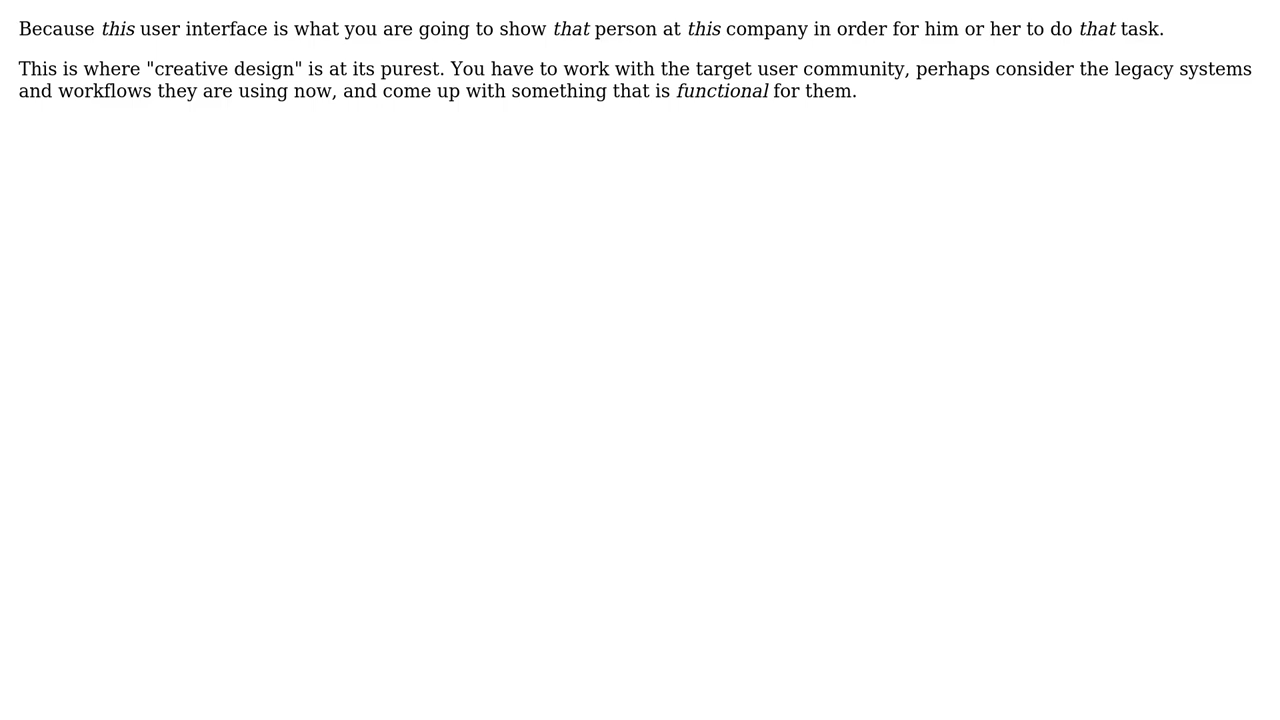 Because this user interface is what you are going to show that person at this company in order for him or her to do that task.
This is where "creative design" is at its purest. You have to work with the target user community, perhaps consider the legacy systems
and workflows they are using now, and come up with something that is functional for them.